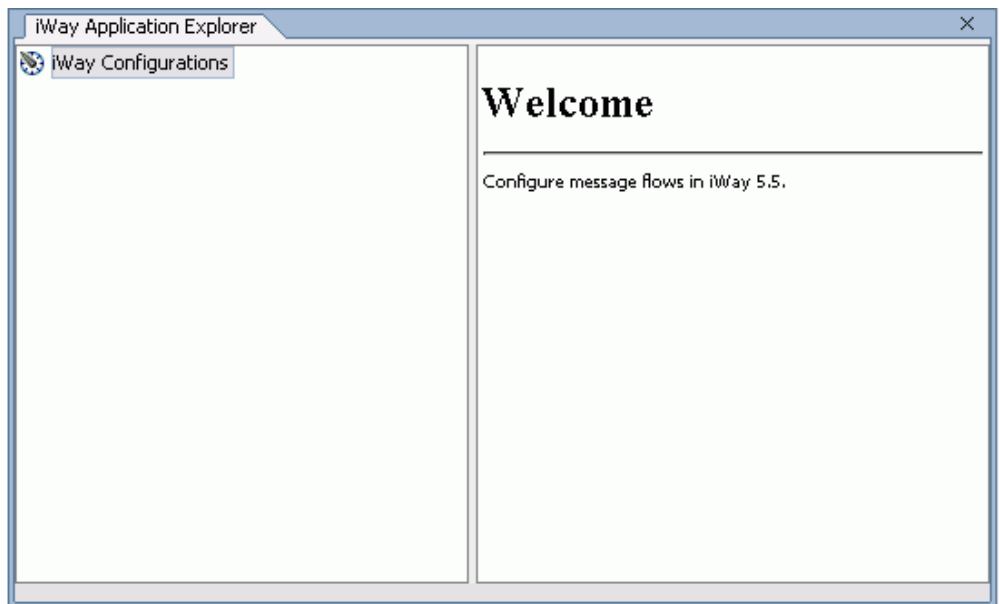 iWay Application Explorer
iWay Configurations
Welcome
Configure message flows in iWay 5.5.